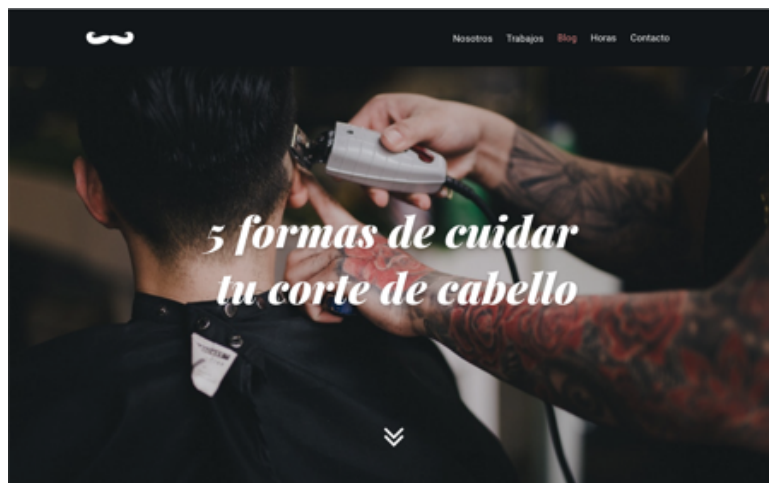 Nosotros Trabajos Blog Horas Contacto
5 formas de cuidar
tu corte de cabello